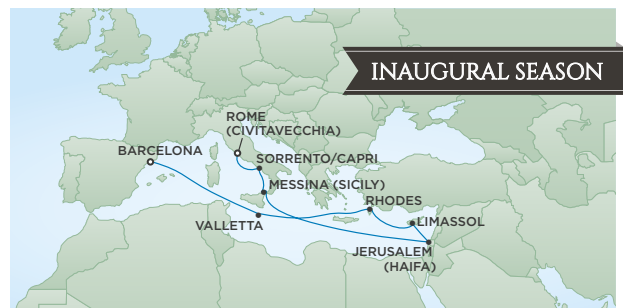 INAUGURAL SEASON
ROME
(CIVITAVECCHIA)
BARCELONA
SORRENTO/CAPRI
MESSINA (SICILY)
RHODES
VALLETTA
LIMASSOL
JERUSALEM
(HAIFA)